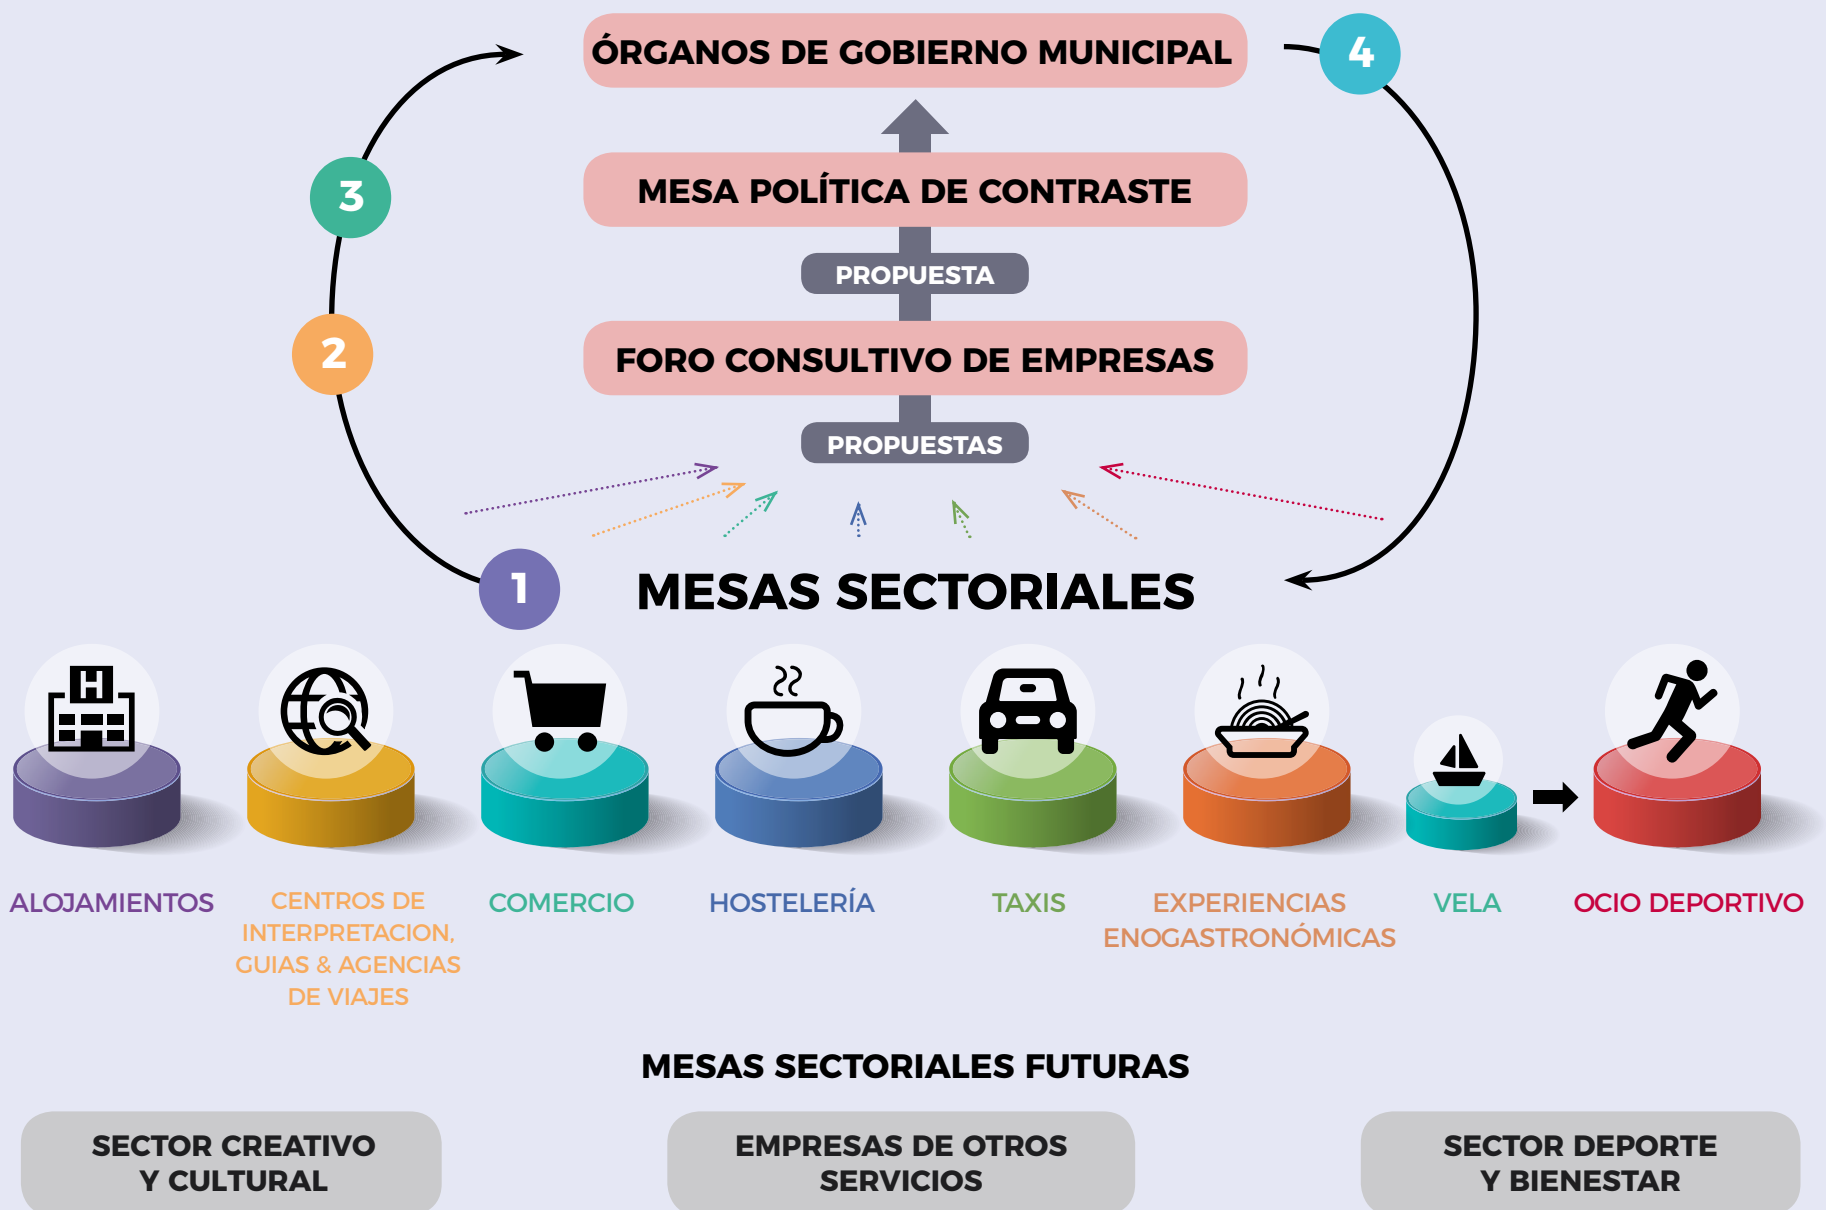 ÓRGANOS DE GOBIERNO MUNICIPAL
4
3
MESA POLÍTICA DE CONTRASTE
PROPUESTA
2
FORO CONSULTIVO DE EMPRESAS
PROPUESTAS
1
MESAS SECTORIALES
H
ALOJAMIENTOS
CENTROS DE
INTERPRETACION,
GUIAS & AGENCIAS
DE VIAJES
COMERCIO
HOSTELERÍA
TAXIS
EXPERIENCIAS
ENOGASTRONÓMICAS
VELA
OCIO DEPORTIVO
MESAS SECTORIALES FUTURAS
SECTOR CREATIVO
Y CULTURAL
EMPRESAS DE OTROS
SERVICIOS
SECTOR DEPORTE
Y BIENESTAR